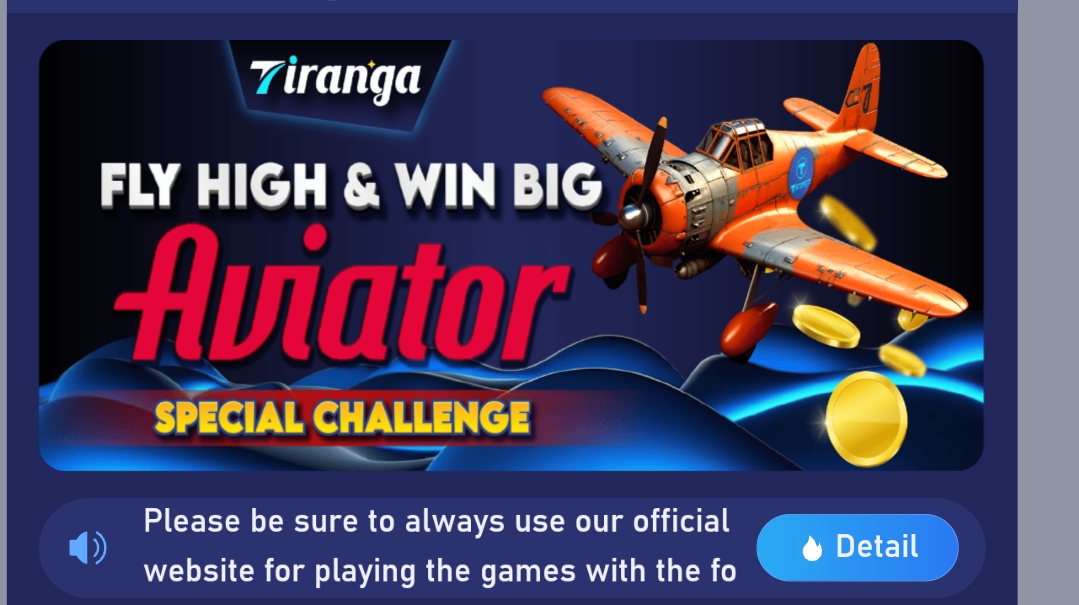 Tiranga
FLY HIGH & WIN BIG
Aviator
SPECIAL CHALLENGE
Please be sure to always use our official
website for playing the games with the fo
Detail